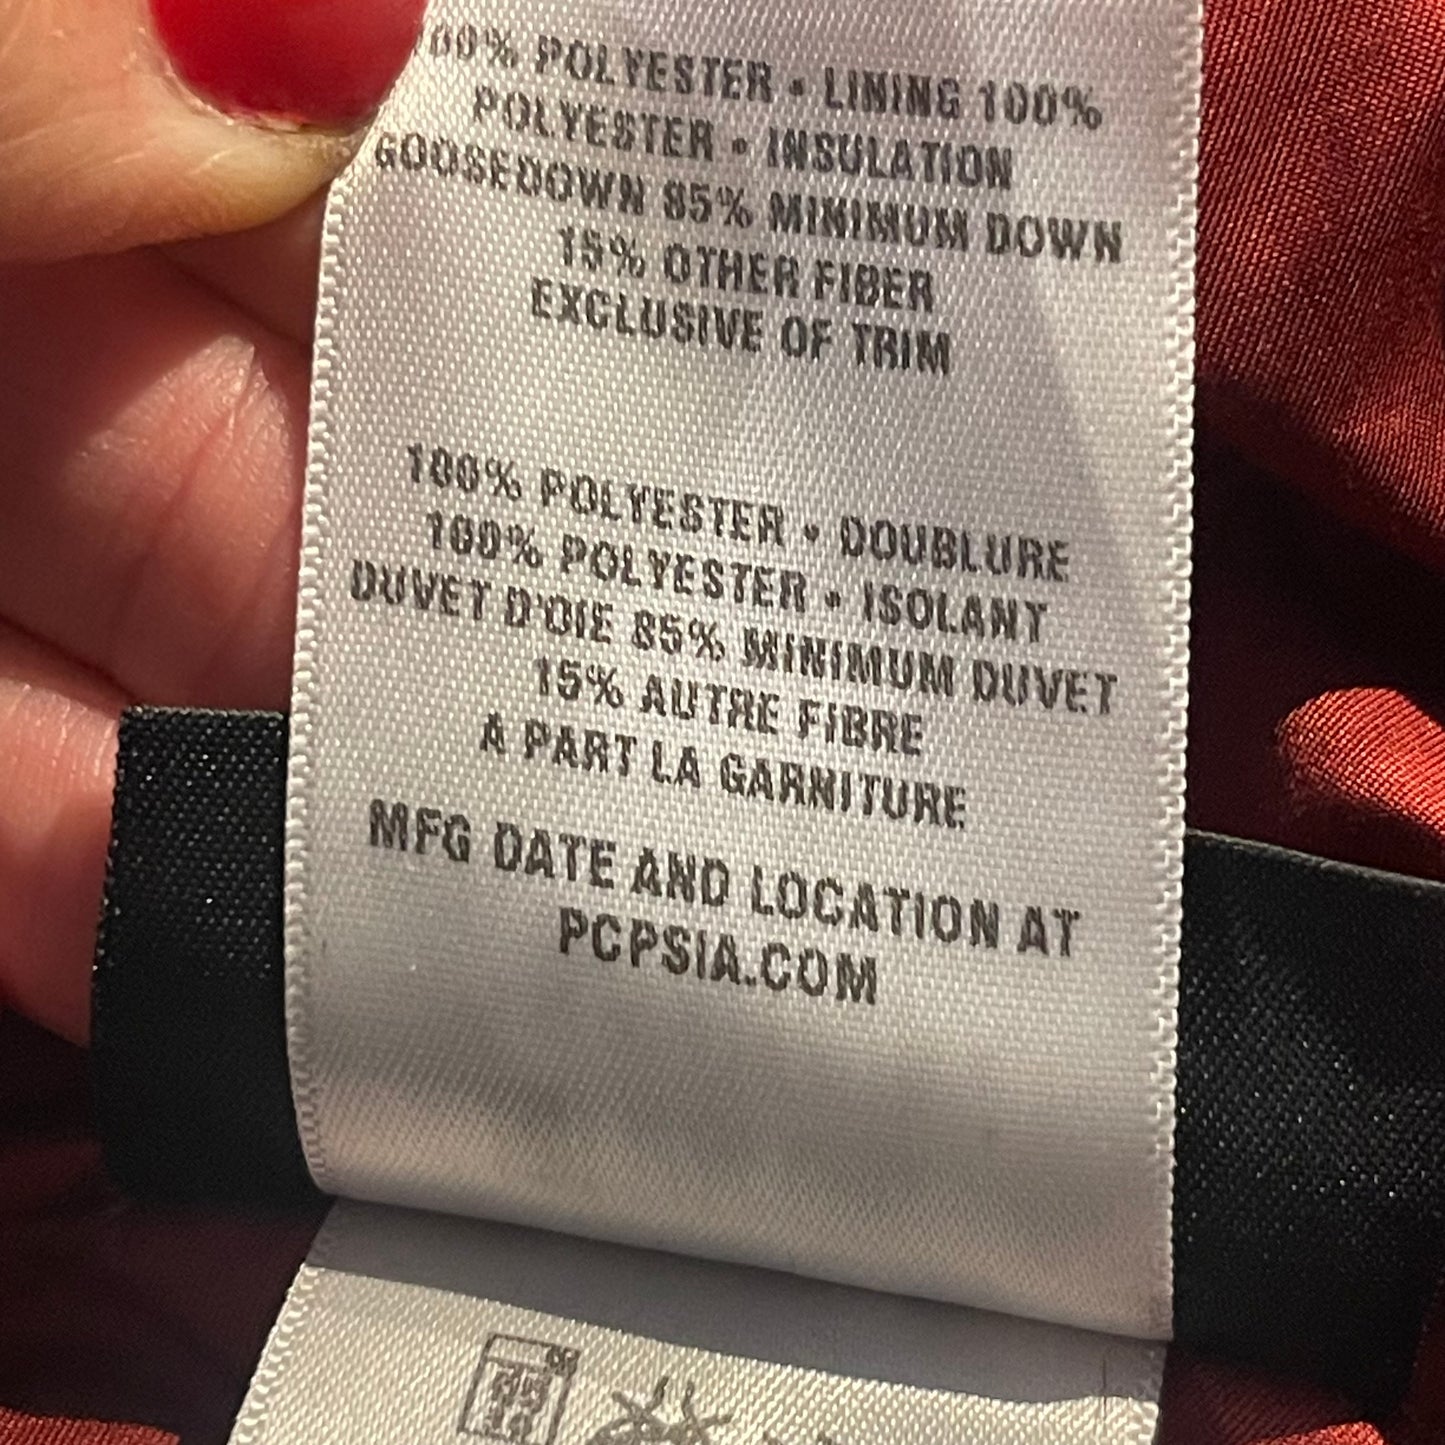 100% POLYESTER • LINING 100%
POLYESTER • INSULATION
GOOSEDOWN 85% MINIMUM DOWN
15% OTHER FIBER
EXCLUSIVE OF TRIM
100% POLYESTER • DOUBLURE
100% POLYESTER • ISOLANT
DUVET D'OIE 85% MINIMUM DUVET
15% AUTRE FIBRE
A PART LA GARNITURE
MFG DATE AND LOCATION AT
PCPSIA.COM